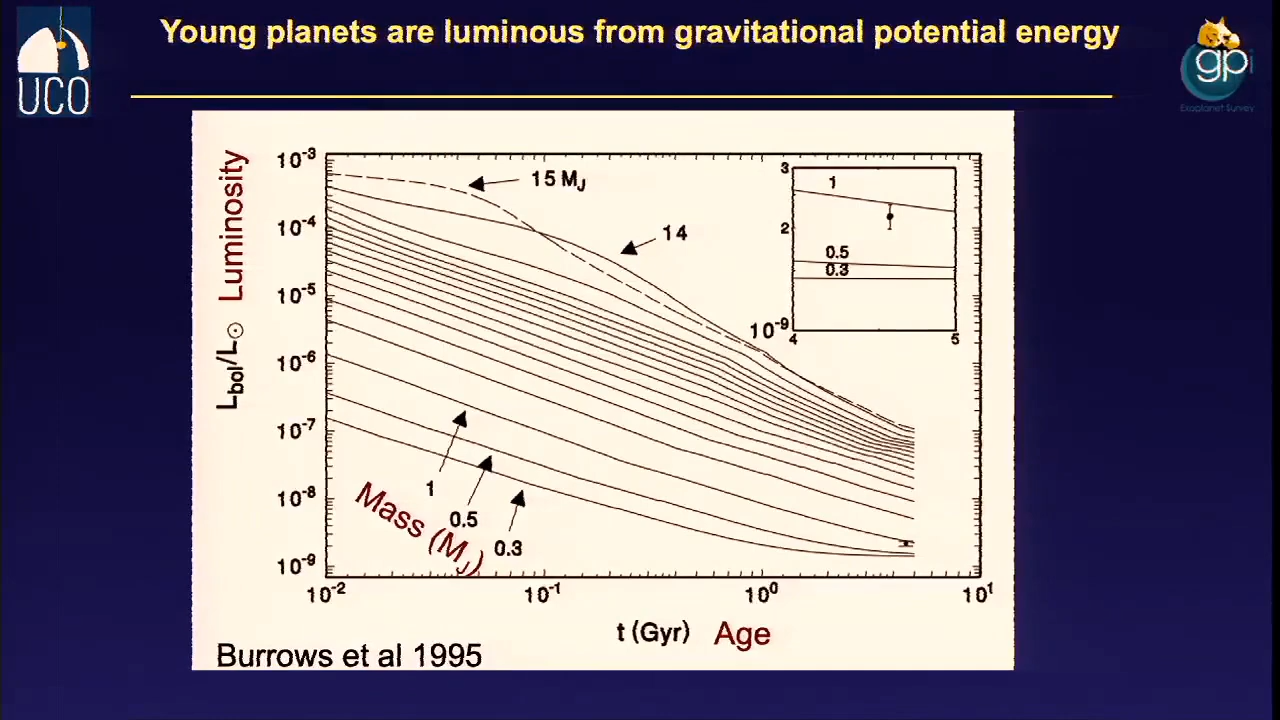 Young planets are luminous from gravitational potential energy
UCO
gpi
Exoplanet Survey
Luminosity
L_bol/L_☉
10⁻³
10⁻⁴
10⁻⁵
10⁻⁶
10⁻⁷
10⁻⁸
10⁻⁹
15 M_J
14
1
0.5
0.3
Mass (M_J)
3
2
10⁻⁹
1
0.5
0.3
4
5
10⁻²
10⁻¹
10⁰
10¹
t (Gyr)
Age
Burrows et al 1995